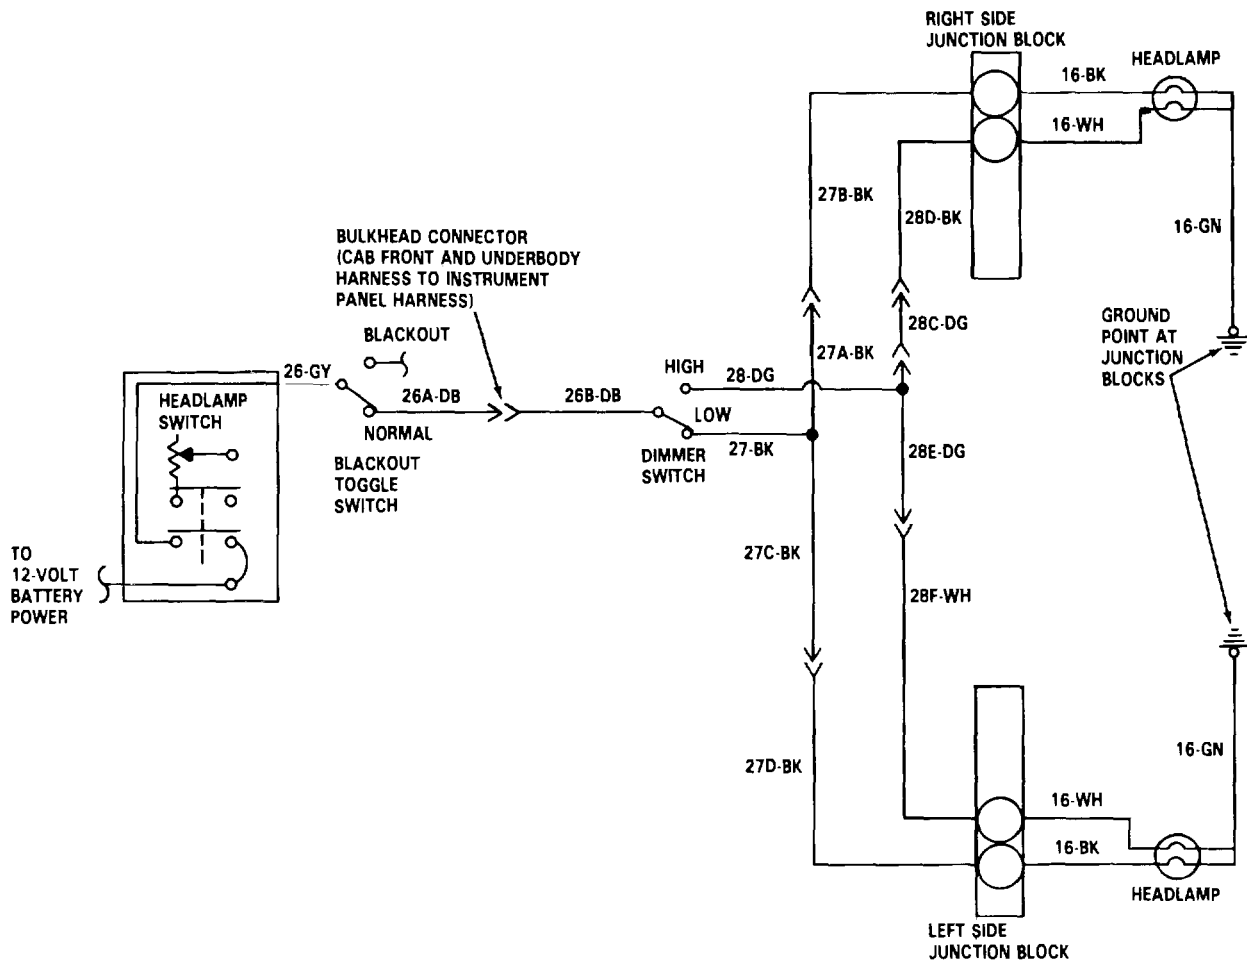 RIGHT SIDE
JUNCTION BLOCK
HEADLAMP
16-BK
16-WH
27B-BK
28D-BK
16-GN
BULKHEAD CONNECTOR
(CAB FRONT AND UNDERBODY
HARNESS TO INSTRUMENT
PANEL HARNESS)
BLACKOUT
28C-DG
GROUND
POINT AT
JUNCTION
BLOCKS
27A-BK
26-GY
HIGH
28-DG
HEADLAMP
SWITCH
26A-DB
26B-DB
LOW
NORMAL
27-BK
28E-DG
BLACKOUT
TOGGLE
SWITCH
DIMMER
SWITCH
TO
12-VOLT
BATTERY
POWER
27C-BK
28F-WH
27D-BK
16-GN
16-WH
16-BK
HEADLAMP
LEFT SIDE
JUNCTION BLOCK